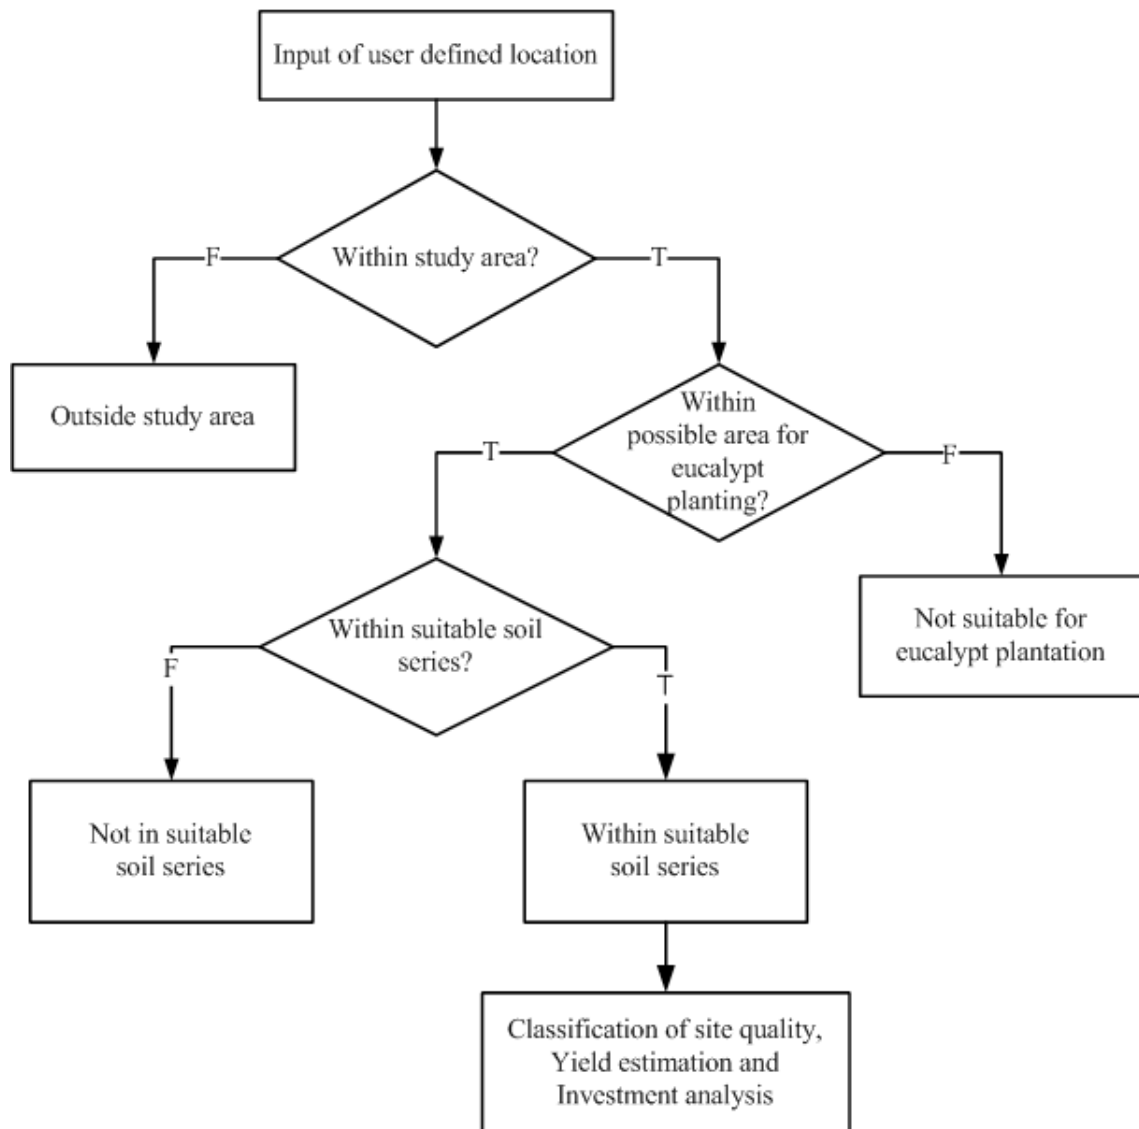 Input of user defined location
Within study area?
F
T
Outside study area
Within
possible area for
eucalypt
planting?
T
F
Within suitable soil
series?
Not suitable for
eucalypt plantation
F
T
Not in suitable
soil series
Within suitable
soil series
Classification of site quality,
Yield estimation and
Investment analysis